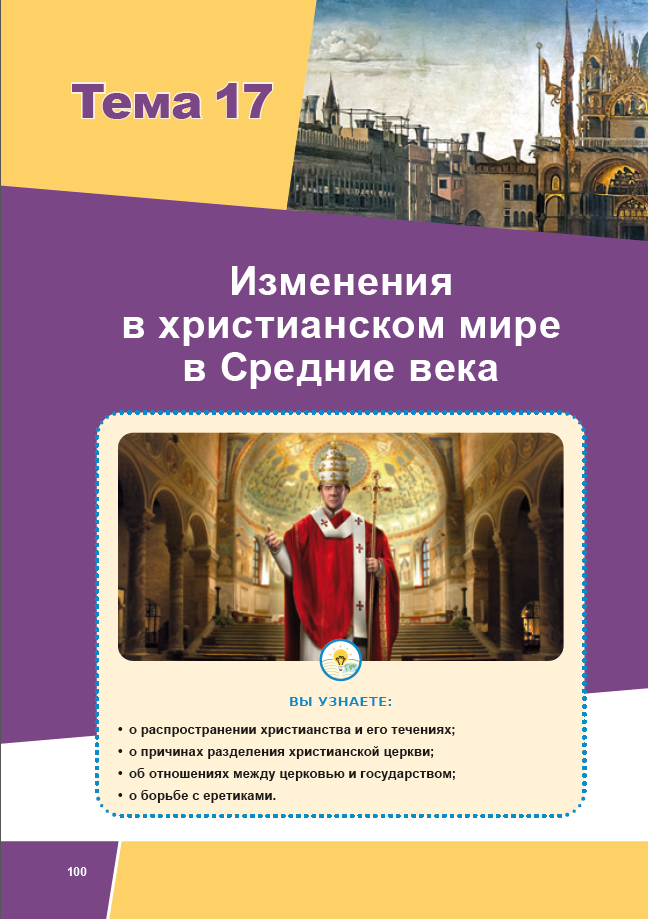 Тема 17
Изменения
в христианском мире
в Средние века
ВЫ УЗНАЕТЕ:
• о распространении христианства и его течениях;
• о причинах разделения христианской церкви;
• об отношениях между церковью и государством;
• о борьбе с еретиками.
100